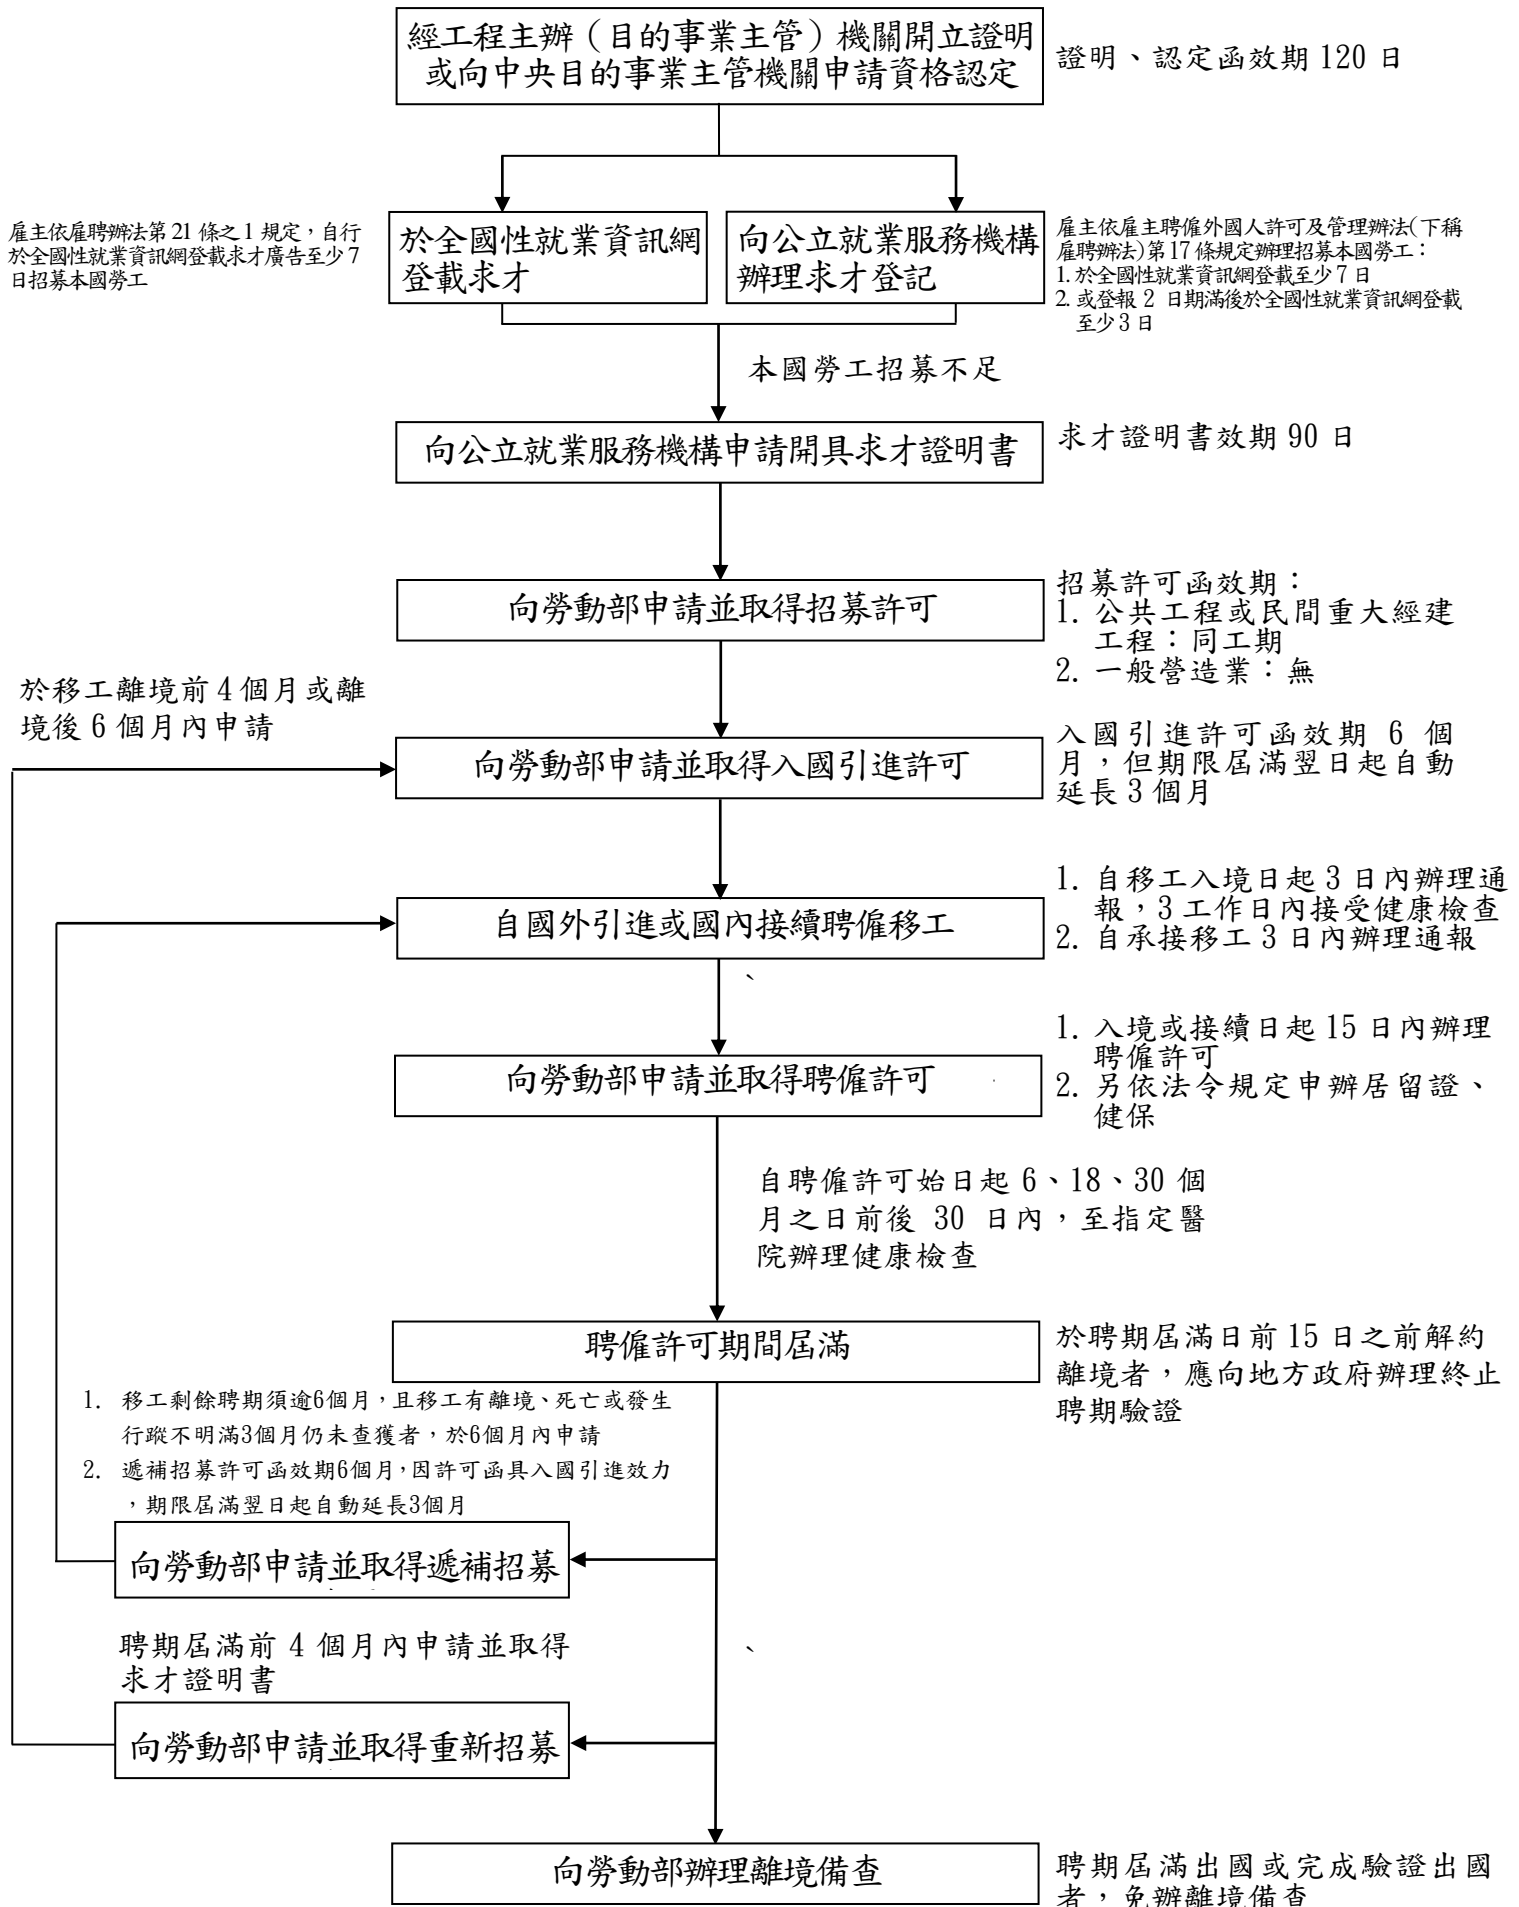 經工程主辦（目的事業主管）機關開立證明
或向中央目的事業主管機關申請資格認定
證明、認定函效期 120 日
雇主依雇聘辦法第 21 條之 1 規定，自行
於全國性就業資訊網登載求才廣告至少 7
日招募本國勞工
於全國性就業資訊網
登載求才
向公立就業服務機構
辦理求才登記
雇主依雇主聘僱外國人許可及管理辦法(下稱
雇聘辦法)第 17 條規定辦理招募本國勞工：
1. 於全國性就業資訊網登載至少 7 日
2. 或登報 2 日期滿後於全國性就業資訊網登載
至少 3 日
本國勞工招募不足
向公立就業服務機構申請開具求才證明書
求才證明書效期 90 日
向勞動部申請並取得招募許可
招募許可函效期：
1. 公共工程或民間重大經建
工程：同工期
2. 一般營造業：無
於移工離境前 4 個月或離
境後 6 個月內申請
向勞動部申請並取得入國引進許可
入國引進許可函效期 6 個
月，但期限屆滿翌日起自動
延長 3 個月
自國外引進或國內接續聘僱移工
1. 自移工入境日起 3 日內辦理通
報，3 工作日內接受健康檢查
2. 自承接移工 3 日內辦理通報
、
向勞動部申請並取得聘僱許可
1. 入境或接續日起 15 日內辦理
聘僱許可
2. 另依法令規定申辦居留證、
健保
自聘僱許可始日起 6、18、30 個
月之日前後 30 日內，至指定醫
院辦理健康檢查
聘僱許可期間屆滿
於聘期屆滿日前 15 日之前解約
離境者，應向地方政府辦理終止
聘期驗證
1. 移工剩餘聘期須逾6個月，且移工有離境、死亡或發生
行蹤不明滿3個月仍未查獲者，於6個月內申請
2. 遞補招募許可函效期6個月，因許可函具入國引進效力
，期限屆滿翌日起自動延長3個月
向勞動部申請並取得遞補招募
聘期屆滿前 4 個月內申請並取得
求才證明書
、
向勞動部申請並取得重新招募
向勞動部辦理離境備查
聘期屆滿出國或完成驗證出國
者，免辦離境備查